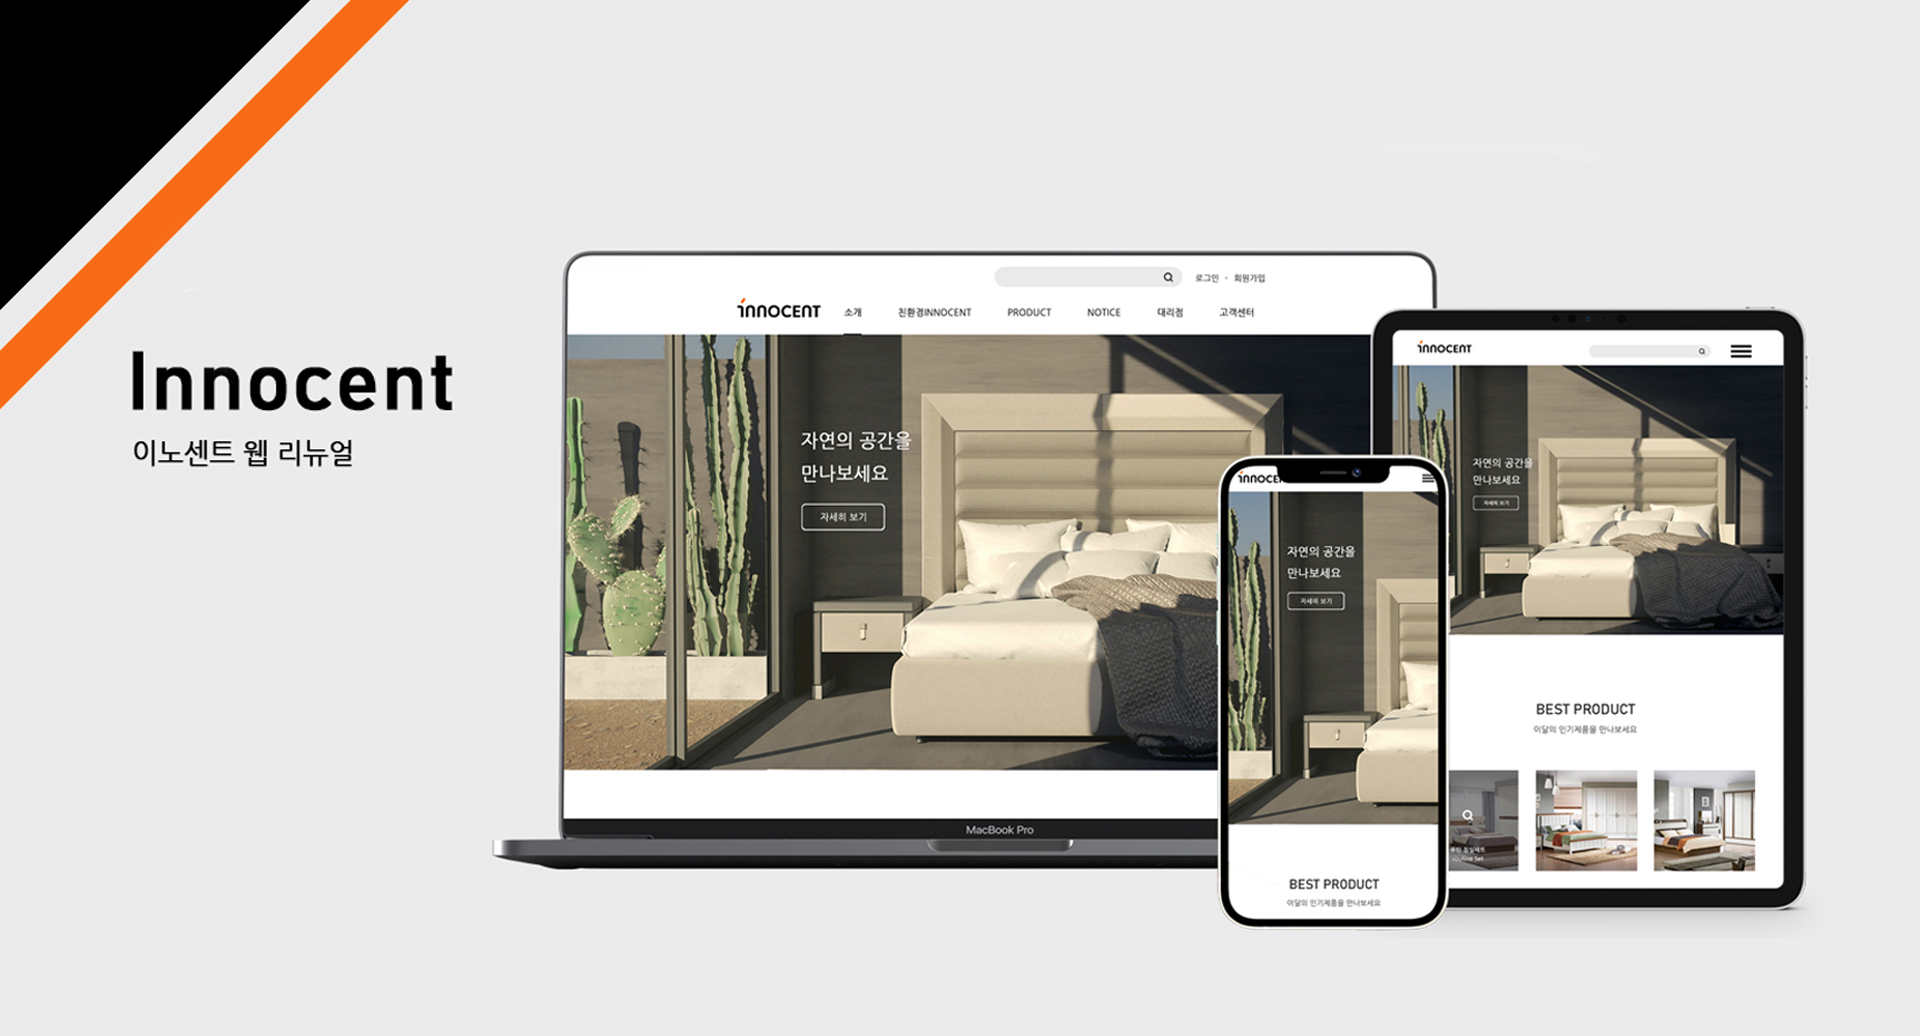 Innocent
이노센트 웹 리뉴얼
로그인 · 회원가입
innocent 소개 친환경INNOCENT PRODUCT NOTICE 대리점 고객센터
자연의 공간을
만나보세요
자세히 보기
MacBook Pro
innocent
자연의 공간을
만나보세요
자세히 보기
BEST PRODUCT
이달의 인기제품을 만나보세요
innocen
자연의 공간을
만나보세요
자세히 보기
BEST PRODUCT
이달의 인기제품을 만나보세요